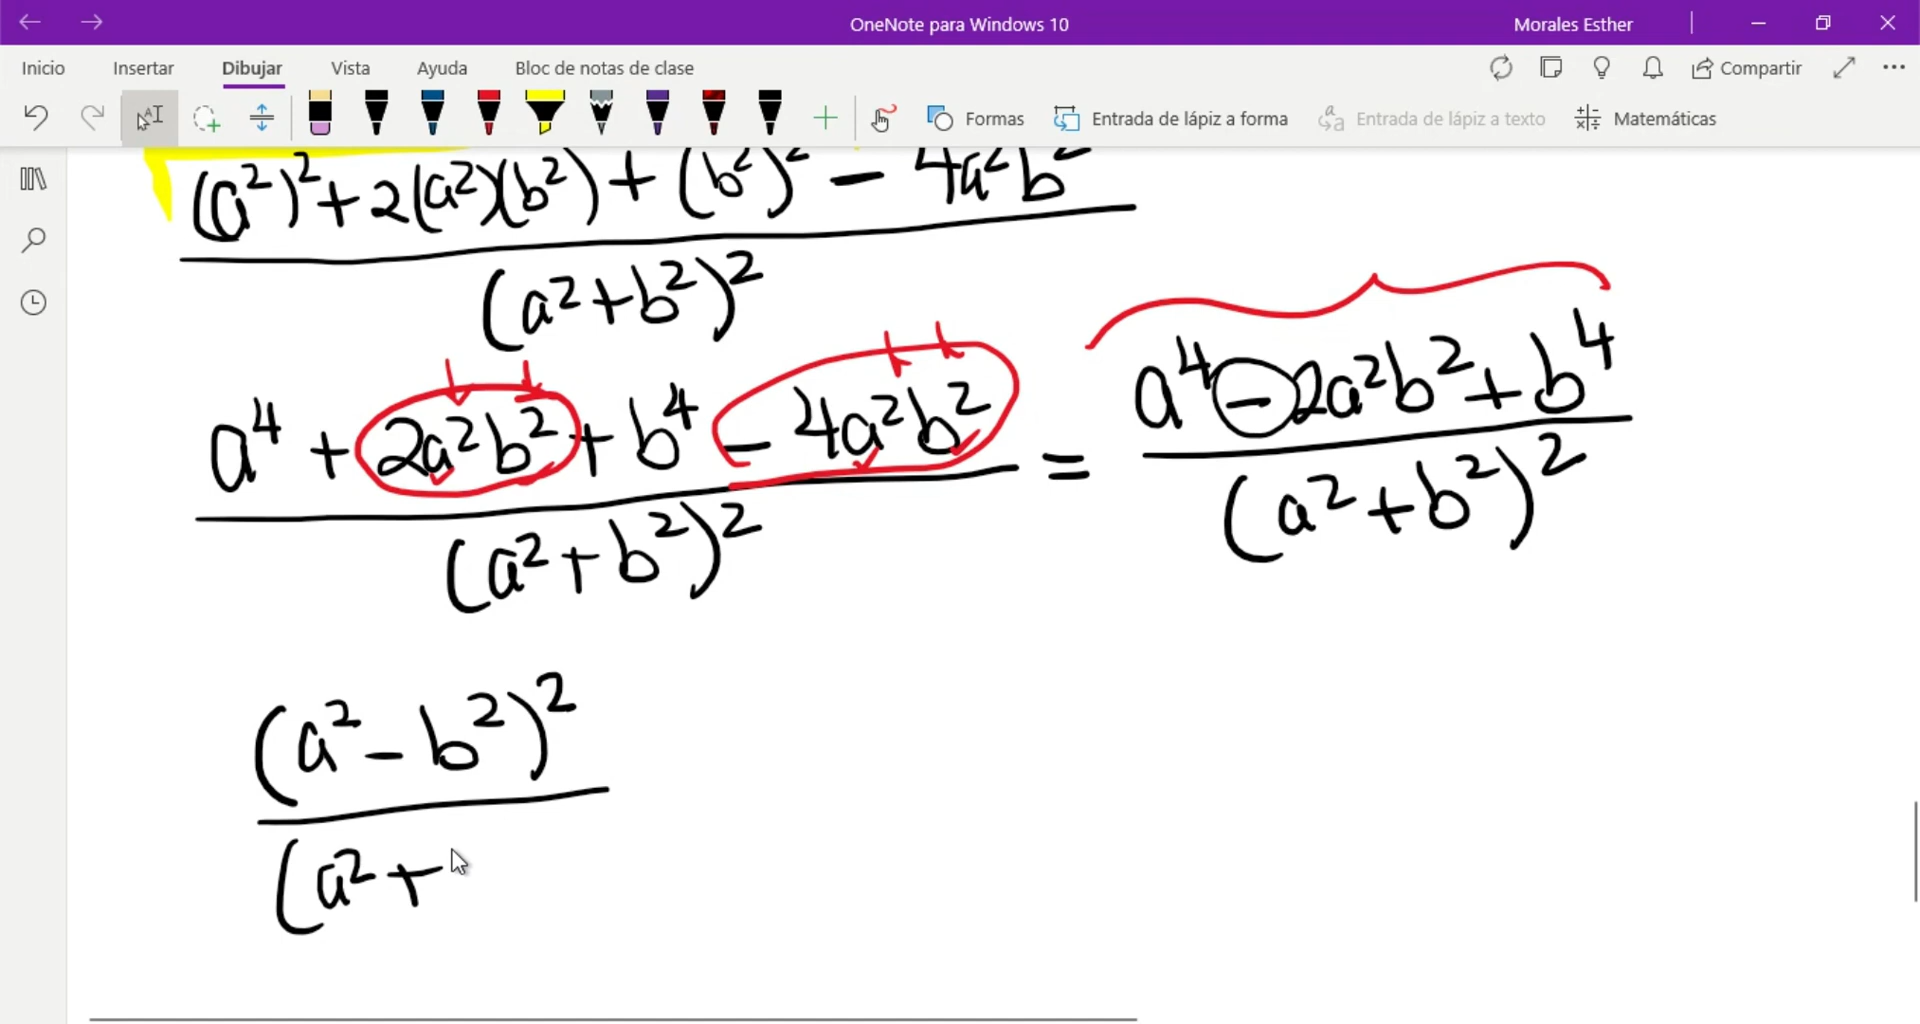 OneNote para Windows 10
Morales Esther
Inicio Insertar Dibujar Vista Ayuda Bloc de notas de clase Compartir
Formas Entrada de lápiz a forma Entrada de lápiz a texto Matemáticas
(a²)² + 2(a²)(b²) + (b²)² - 4a²b²
(a² + b²)²
a⁴ + 2a²b² + b⁴ - 4a²b² = a⁴ - 2a²b² + b⁴
(a² + b²)² (a² + b²)²
(a² - b²)²
(a² +